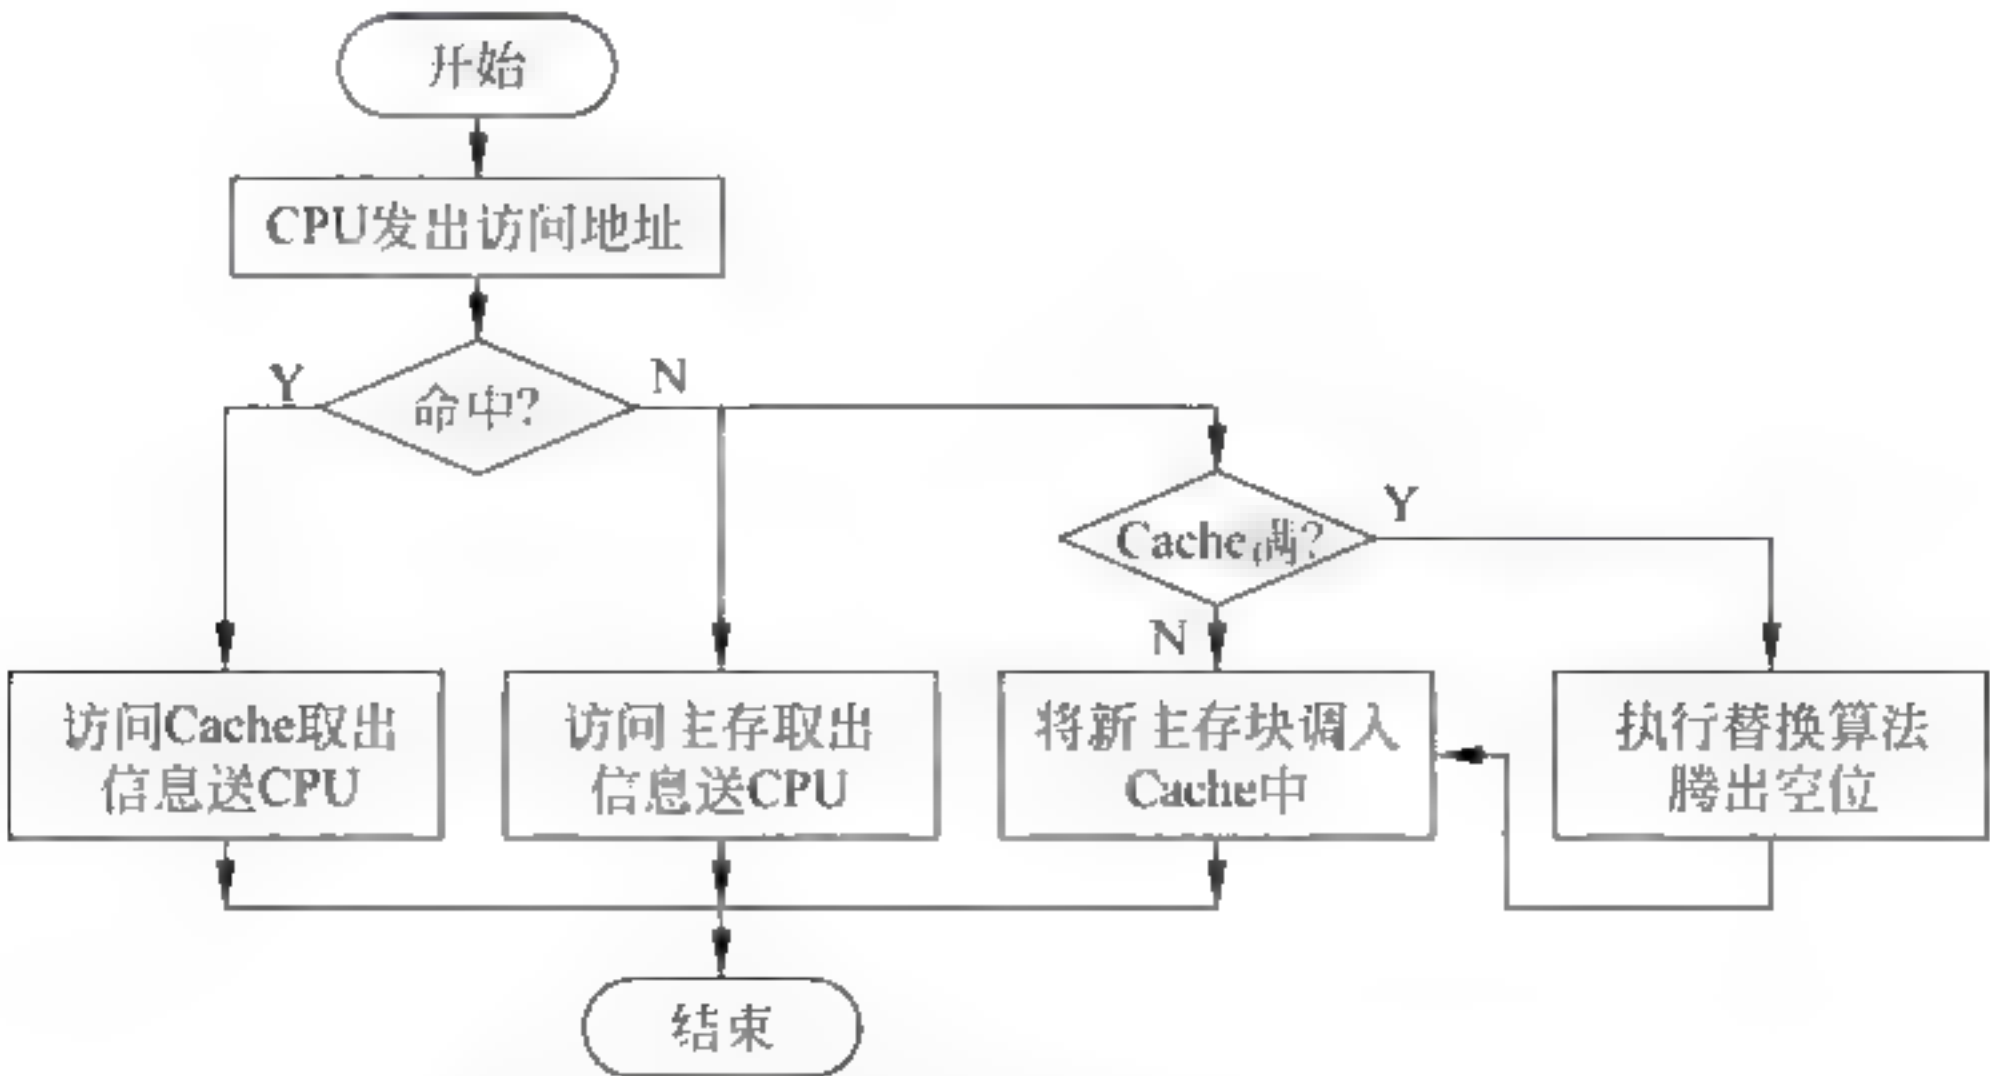 开始
CPU发出访问地址
Y
命中?
N
Cache满?
Y
N
访问Cache取出
信息送CPU
访问主存取出
信息送CPU
将新主存块调入
Cache中
执行替换算法
腾出空位
结束